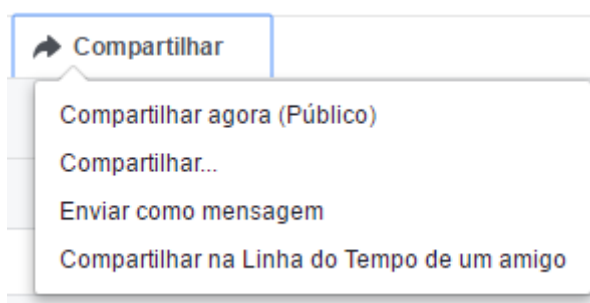 Compartilhar
Compartilhar agora (Público)
Compartilhar...
Enviar como mensagem
Compartilhar na Linha do Tempo de um amigo